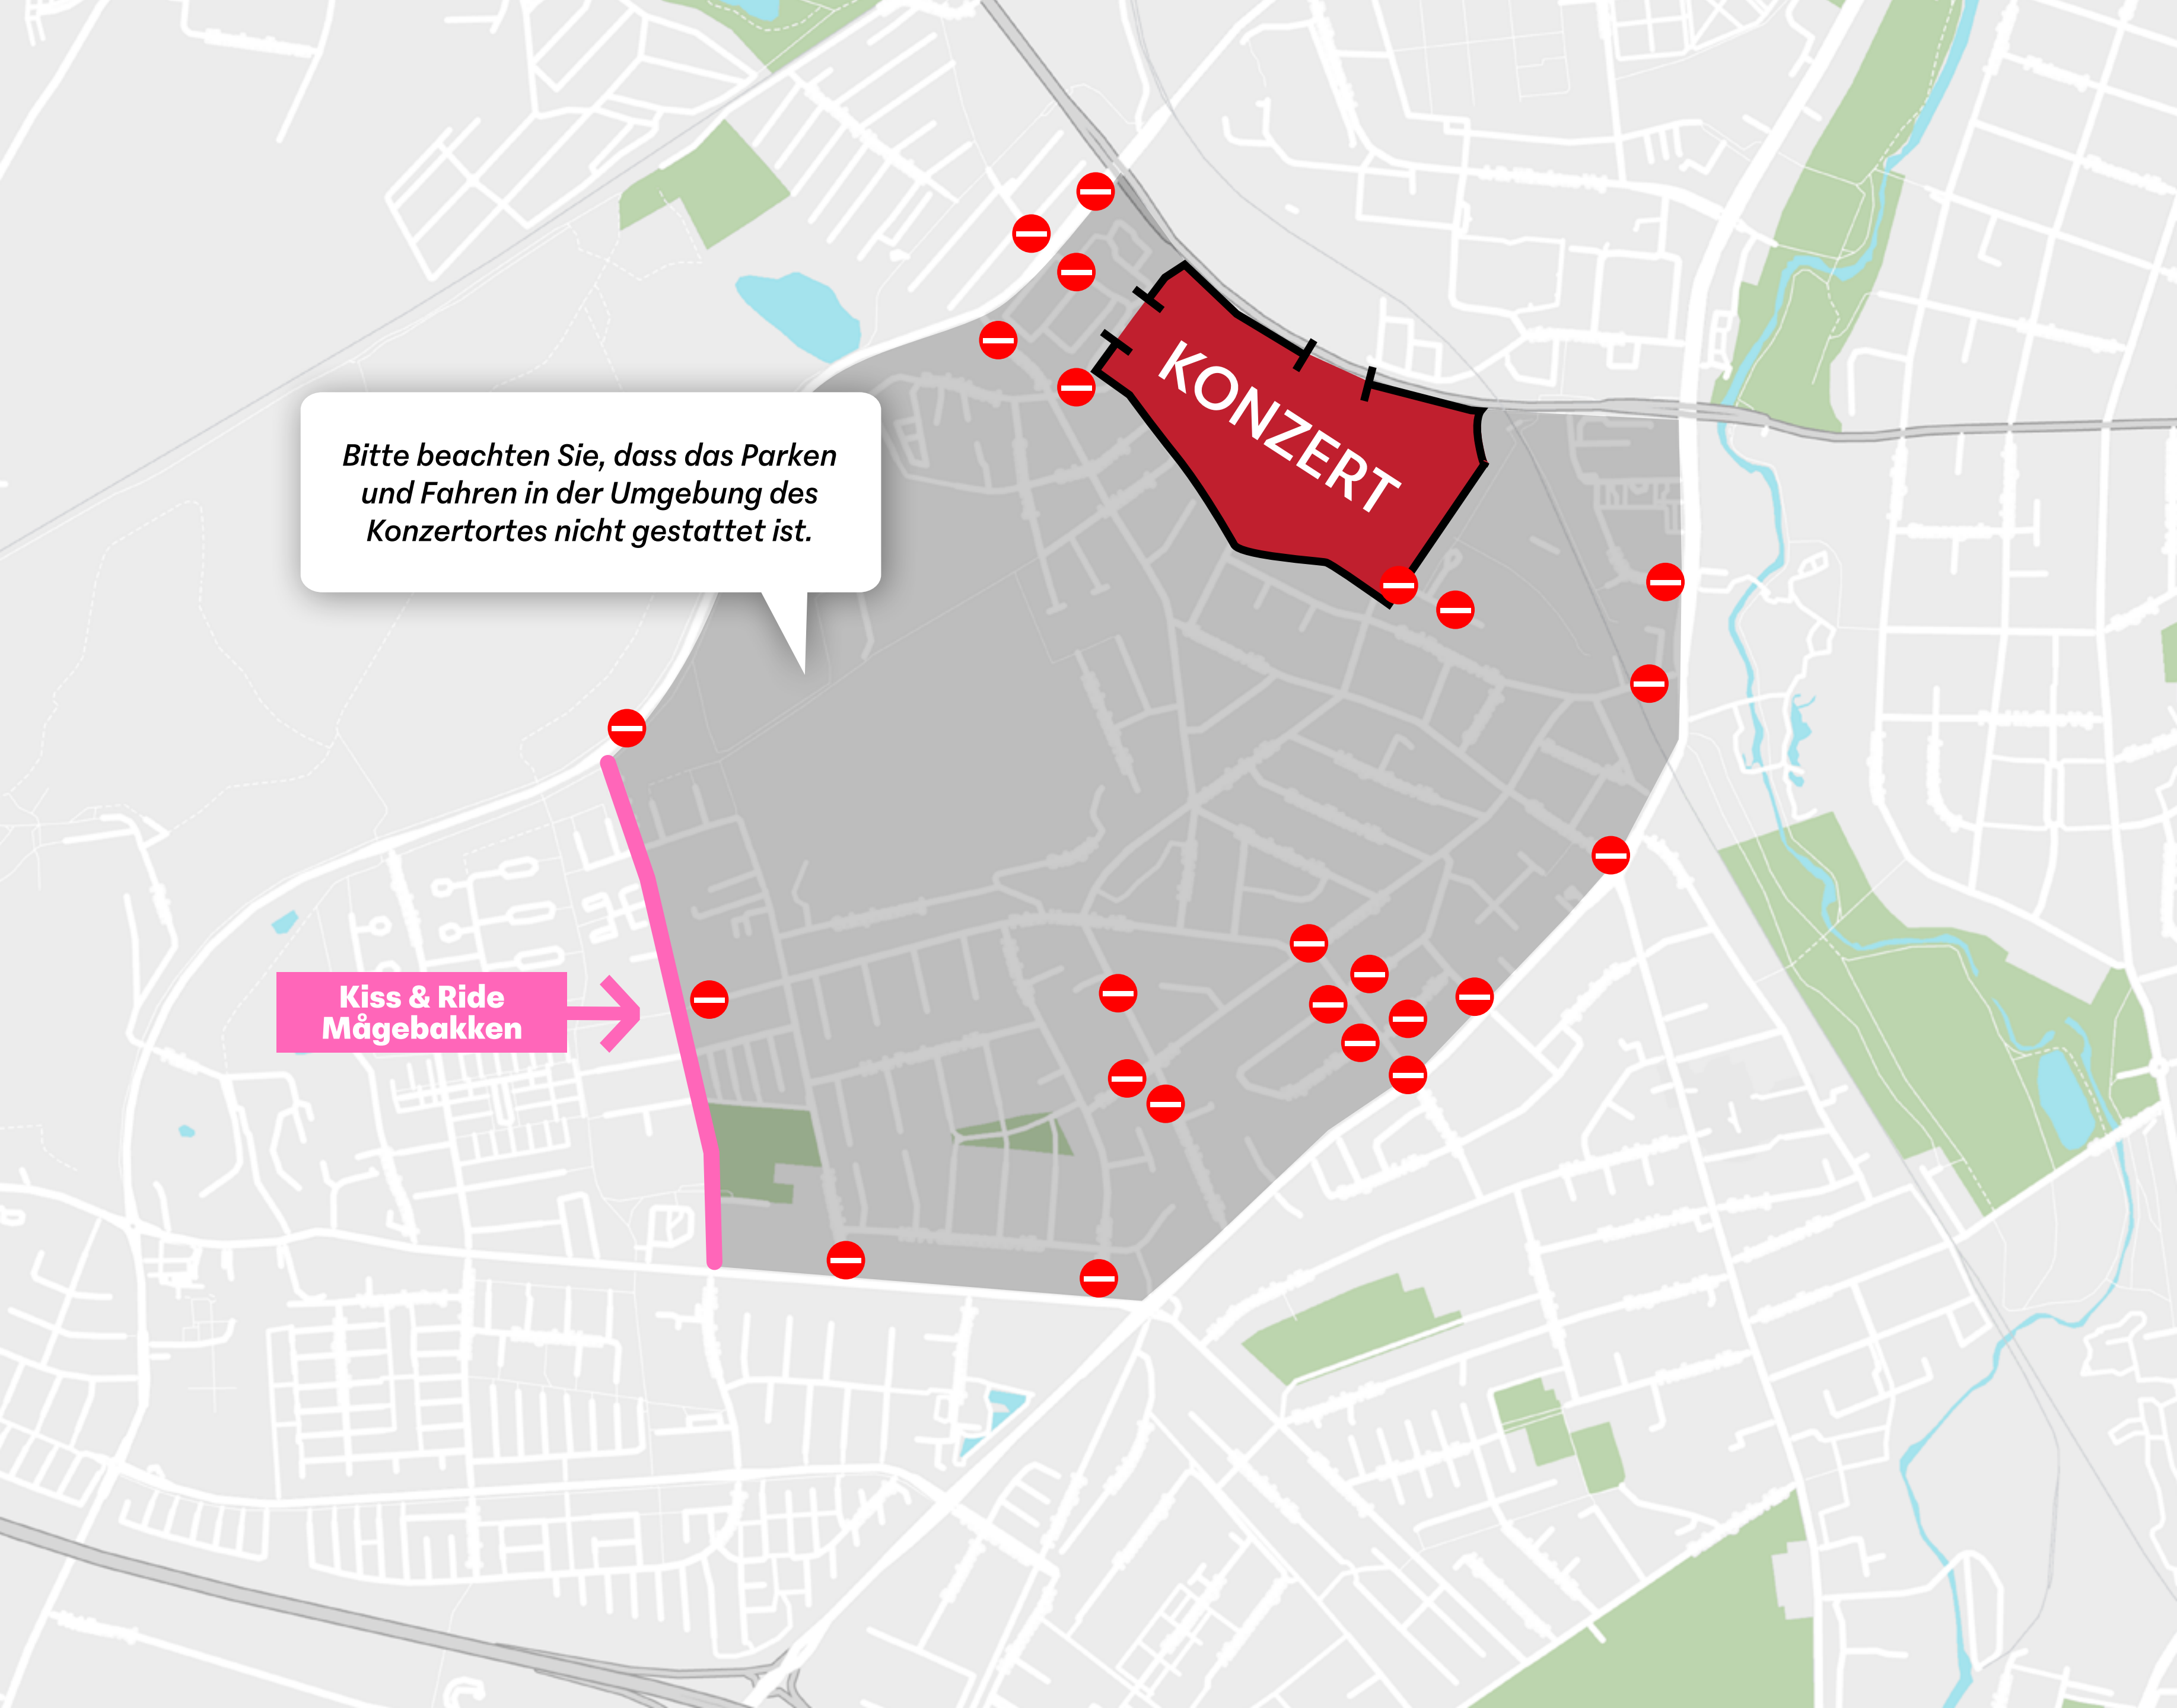 KONZERT
Bitte beachten Sie, dass das Parken
und Fahren in der Umgebung des
Konzertortes nicht gestattet ist.
Kiss & Ride
Mågebakken